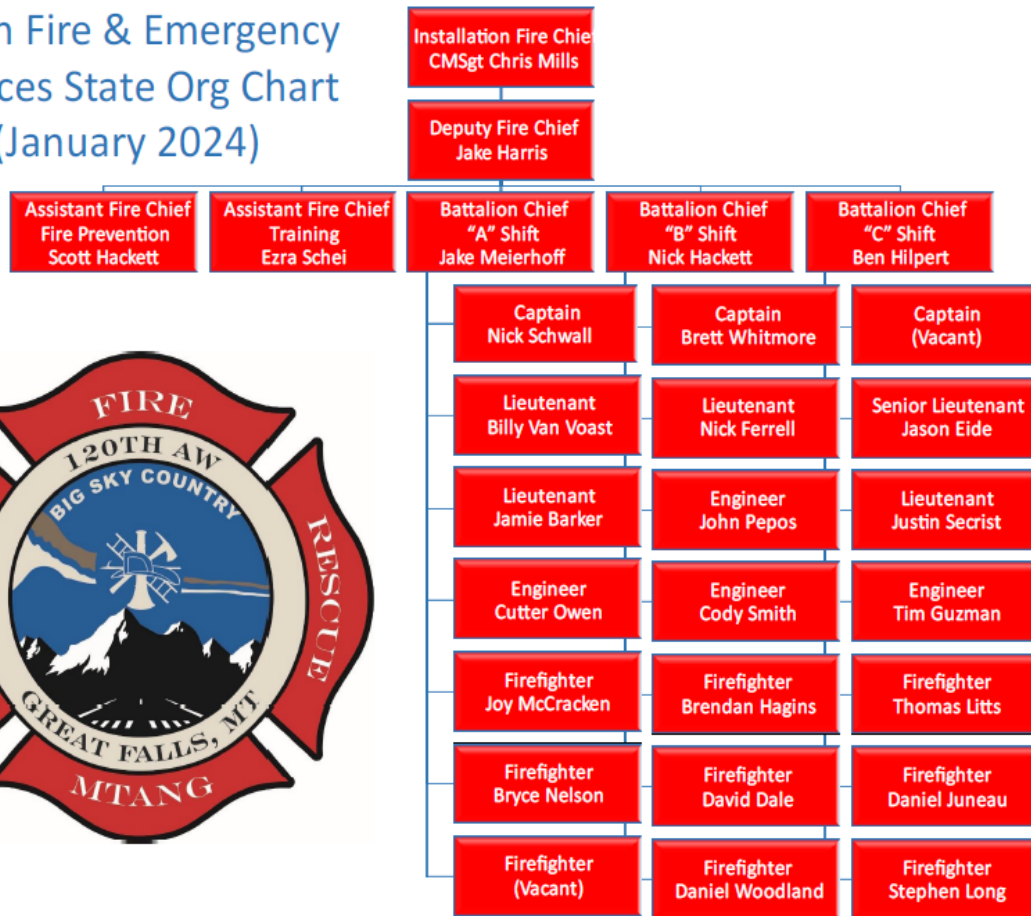 n Fire & Emergency
ces State Org Chart
(January 2024)
Installation Fire Chie
CMSgt Chris Mills
Deputy Fire Chief
Jake Harris
Assistant Fire Chief
Fire Prevention
Scott Hackett
Assistant Fire Chief
Training
Ezra Schei
Battalion Chief
“A” Shift
Jake Meierhoff
Battalion Chief
“B” Shift
Nick Hackett
Battalion Chief
“C” Shift
Ben Hilpert
Captain
Nick Schwall
Lieutenant
Billy Van Voast
Lieutenant
Jamie Barker
Engineer
Cutter Owen
Firefighter
Joy McCracken
Firefighter
Bryce Nelson
Firefighter
(Vacant)
Captain
Brett Whitmore
Lieutenant
Nick Ferrell
Engineer
John Pepos
Engineer
Cody Smith
Firefighter
Brendan Hagins
Firefighter
David Dale
Firefighter
Daniel Woodland
Captain
(Vacant)
Senior Lieutenant
Jason Eide
Lieutenant
Justin Secrist
Engineer
Tim Guzman
Firefighter
Thomas Litts
Firefighter
Daniel Juneau
Firefighter
Stephen Long
FIRE
120TH AW
BIG SKY COUNTRY
RESCUE
GREAT FALLS, MT
MTANG